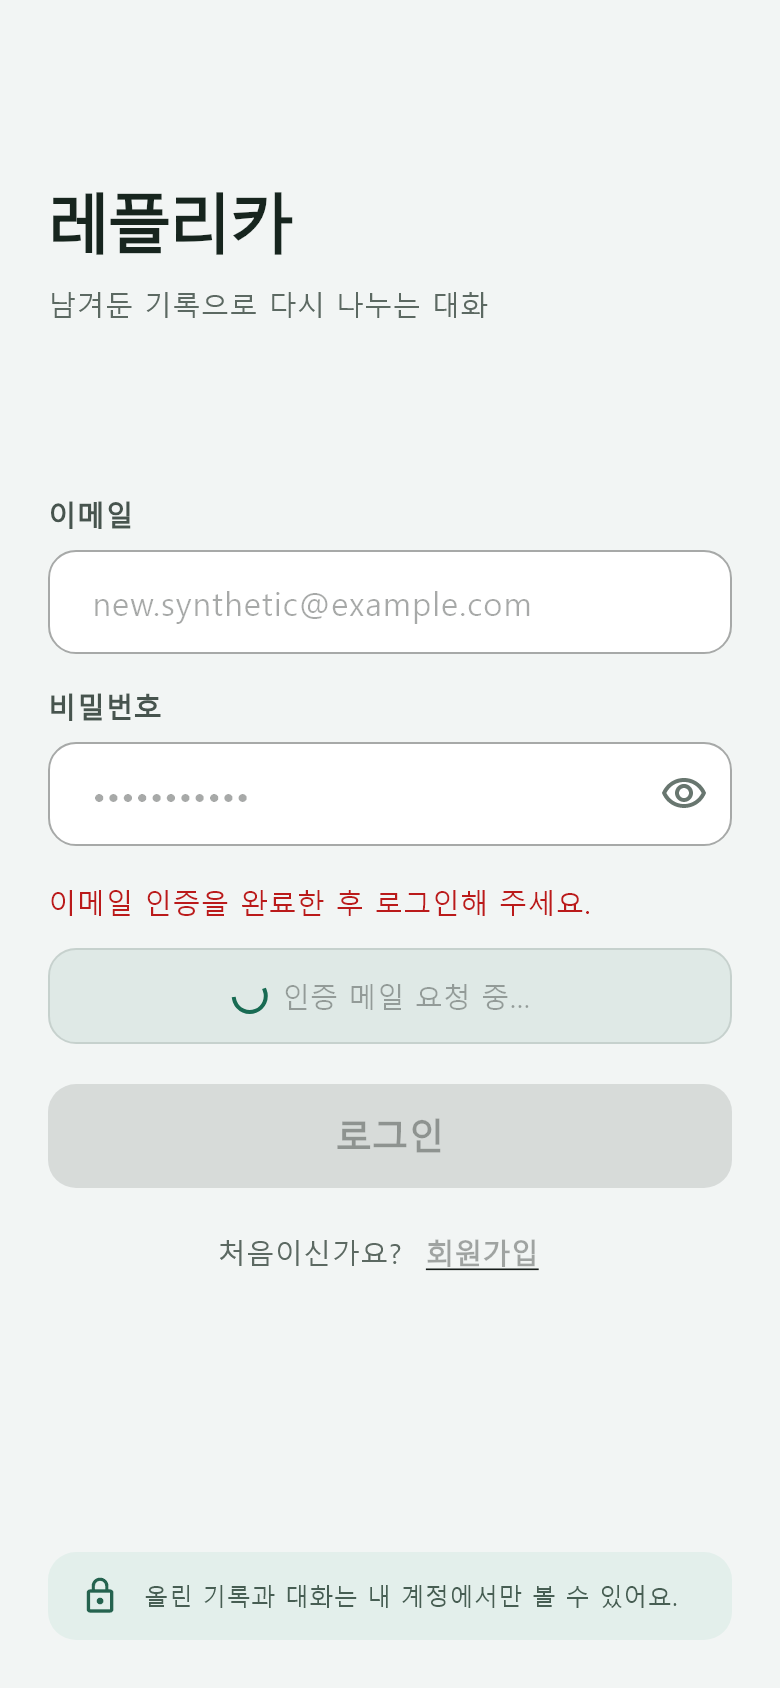 레플리카
남겨둔 기록으로 다시 나누는 대화
이메일
new.synthetic@example.com
비밀번호
•••••••••••
이메일 인증을 완료한 후 로그인해 주세요.
인증 메일 요청 중...
로그인
처음이신가요? 회원가입
올린 기록과 대화는 내 계정에서만 볼 수 있어요.